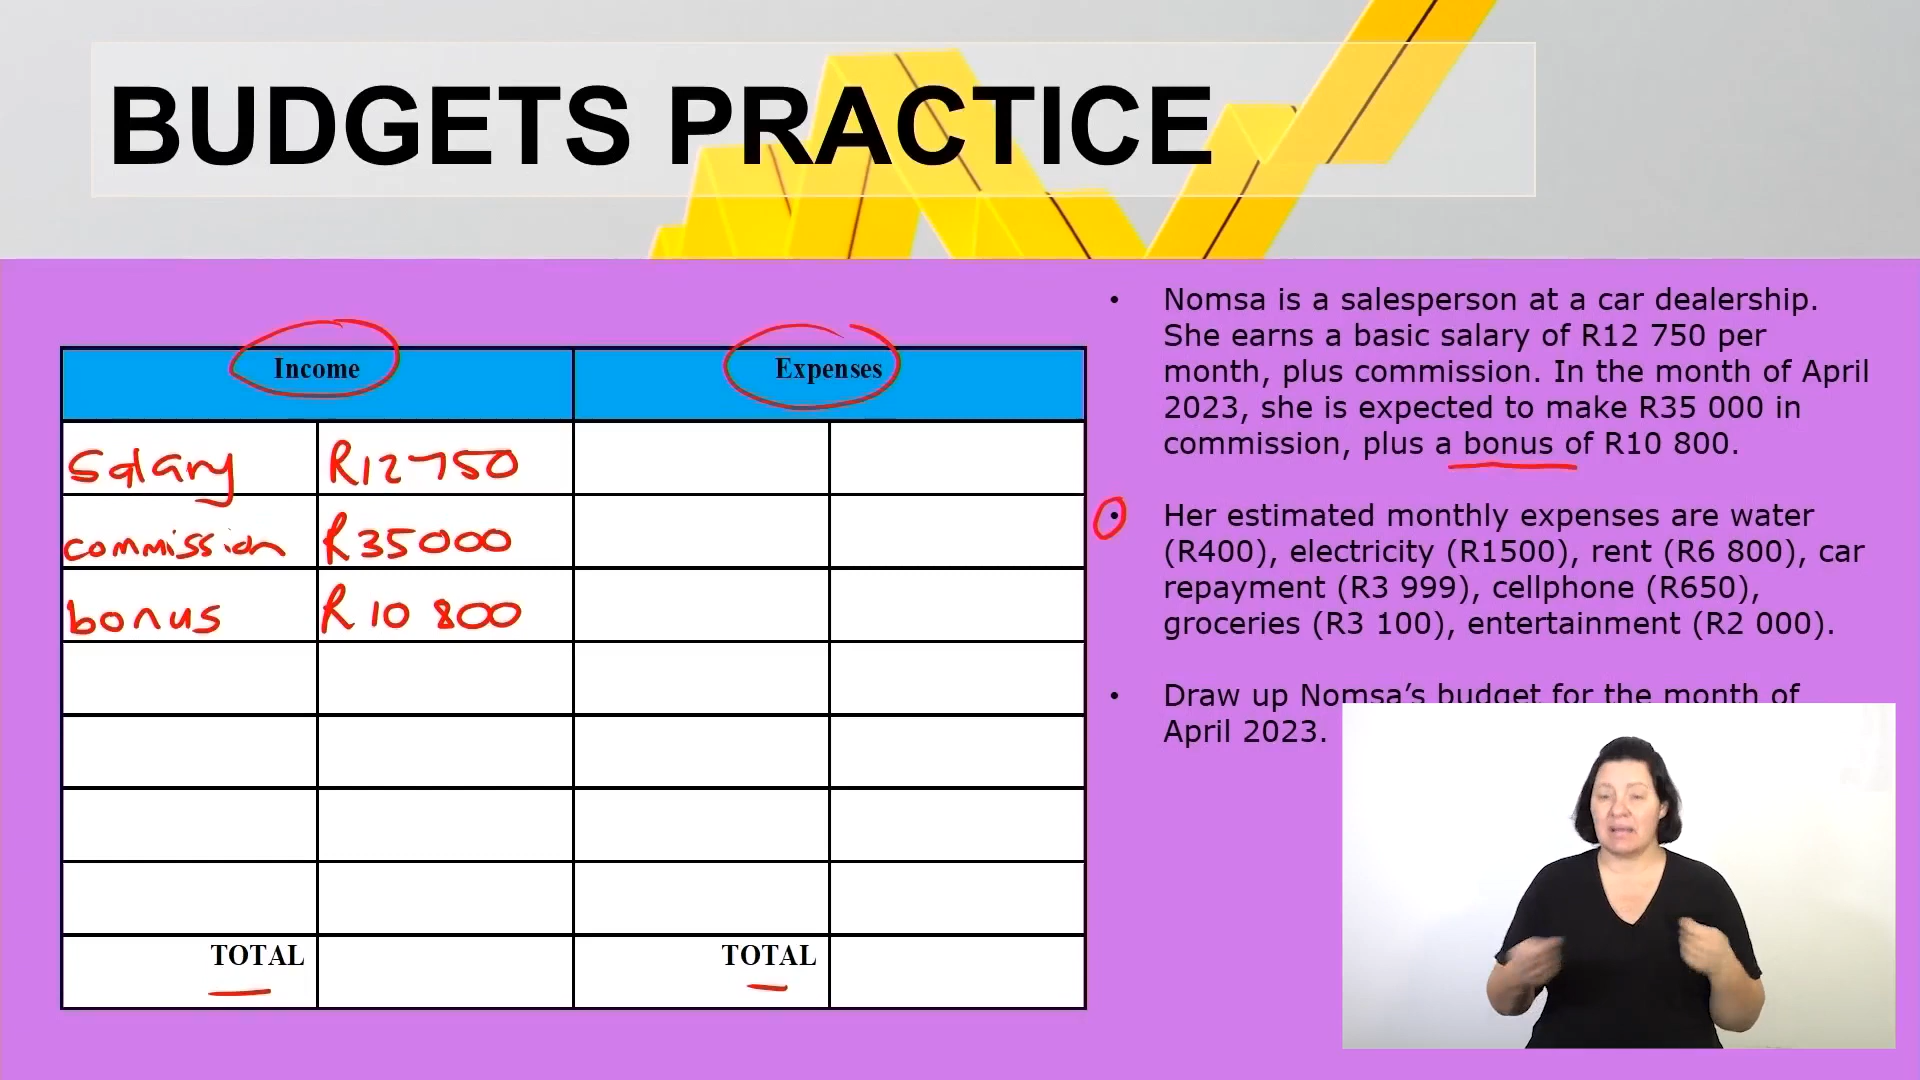 BUDGETS PRACTICE
Income Expenses
Salary R12750
commission R35000
bonus R10 800
TOTAL TOTAL
• Nomsa is a salesperson at a car dealership.
She earns a basic salary of R12 750 per
month, plus commission. In the month of April
2023, she is expected to make R35 000 in
commission, plus a bonus of R10 800.
• Her estimated monthly expenses are water
(R400), electricity (R1500), rent (R6 800), car
repayment (R3 999), cellphone (R650),
groceries (R3 100), entertainment (R2 000).
• Draw up Nomsa’s budget for the month of
April 2023.